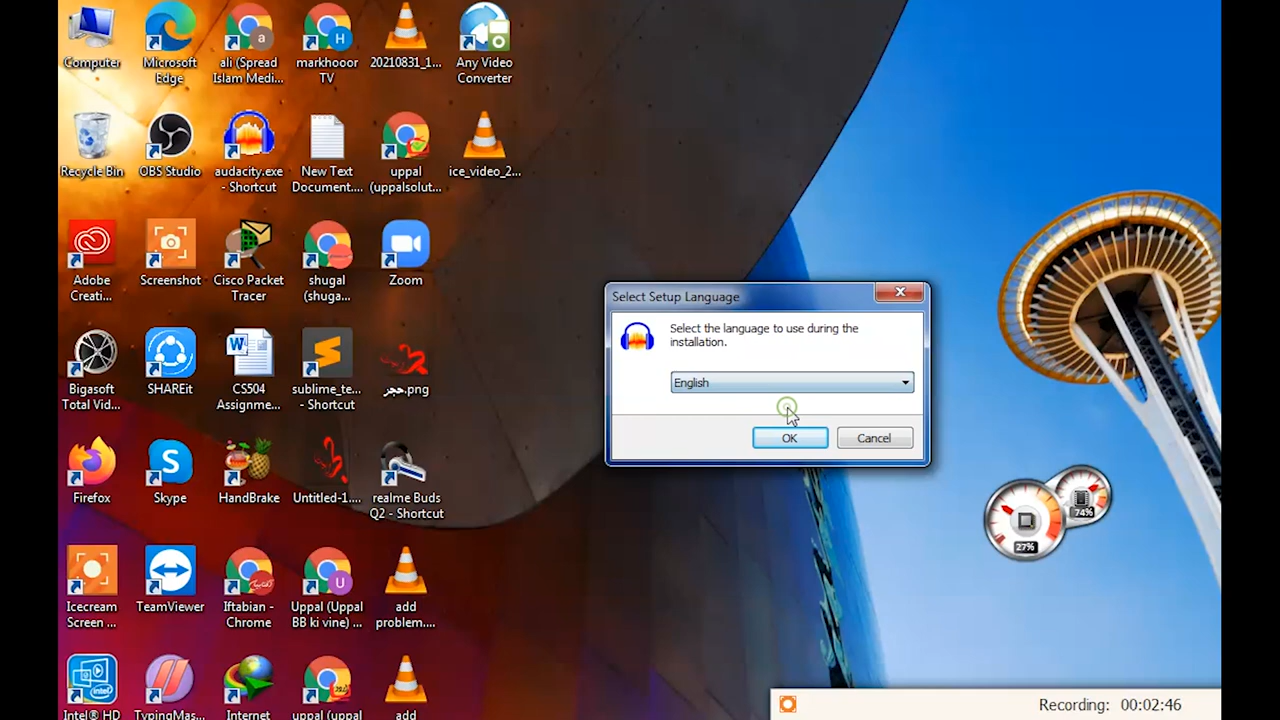 Computer
Microsoft
Edge
ali (Spread
Islam Medi...
markhooor
TV
20210831_1...
Any Video
Converter
Recycle Bin
OBS Studio
audacity.exe
- Shortcut
New Text
Document....
uppal
(uppalsolut...
ice_video_2...
Adobe
Creati...
Screenshot
Cisco Packet
Tracer
shugal
(shuga...
Zoom
Select Setup Language
Select the language to use during the
installation.
English
OK
Cancel
Bigasoft
Total Vid...
SHAREit
CS504
Assignme...
sublime_te...
- Shortcut
حجر.png
Firefox
Skype
HandBrake
Untitled-1....
realme Buds
Q2 - Shortcut
74%
27%
Icecream
Screen ...
TeamViewer
Iftabian -
Chrome
Uppal (Uppal
BB ki vine) ...
add
problem....
Intel® HD
TypingMas...
Internet
uppal (uppal
add
Recording: 00:02:46